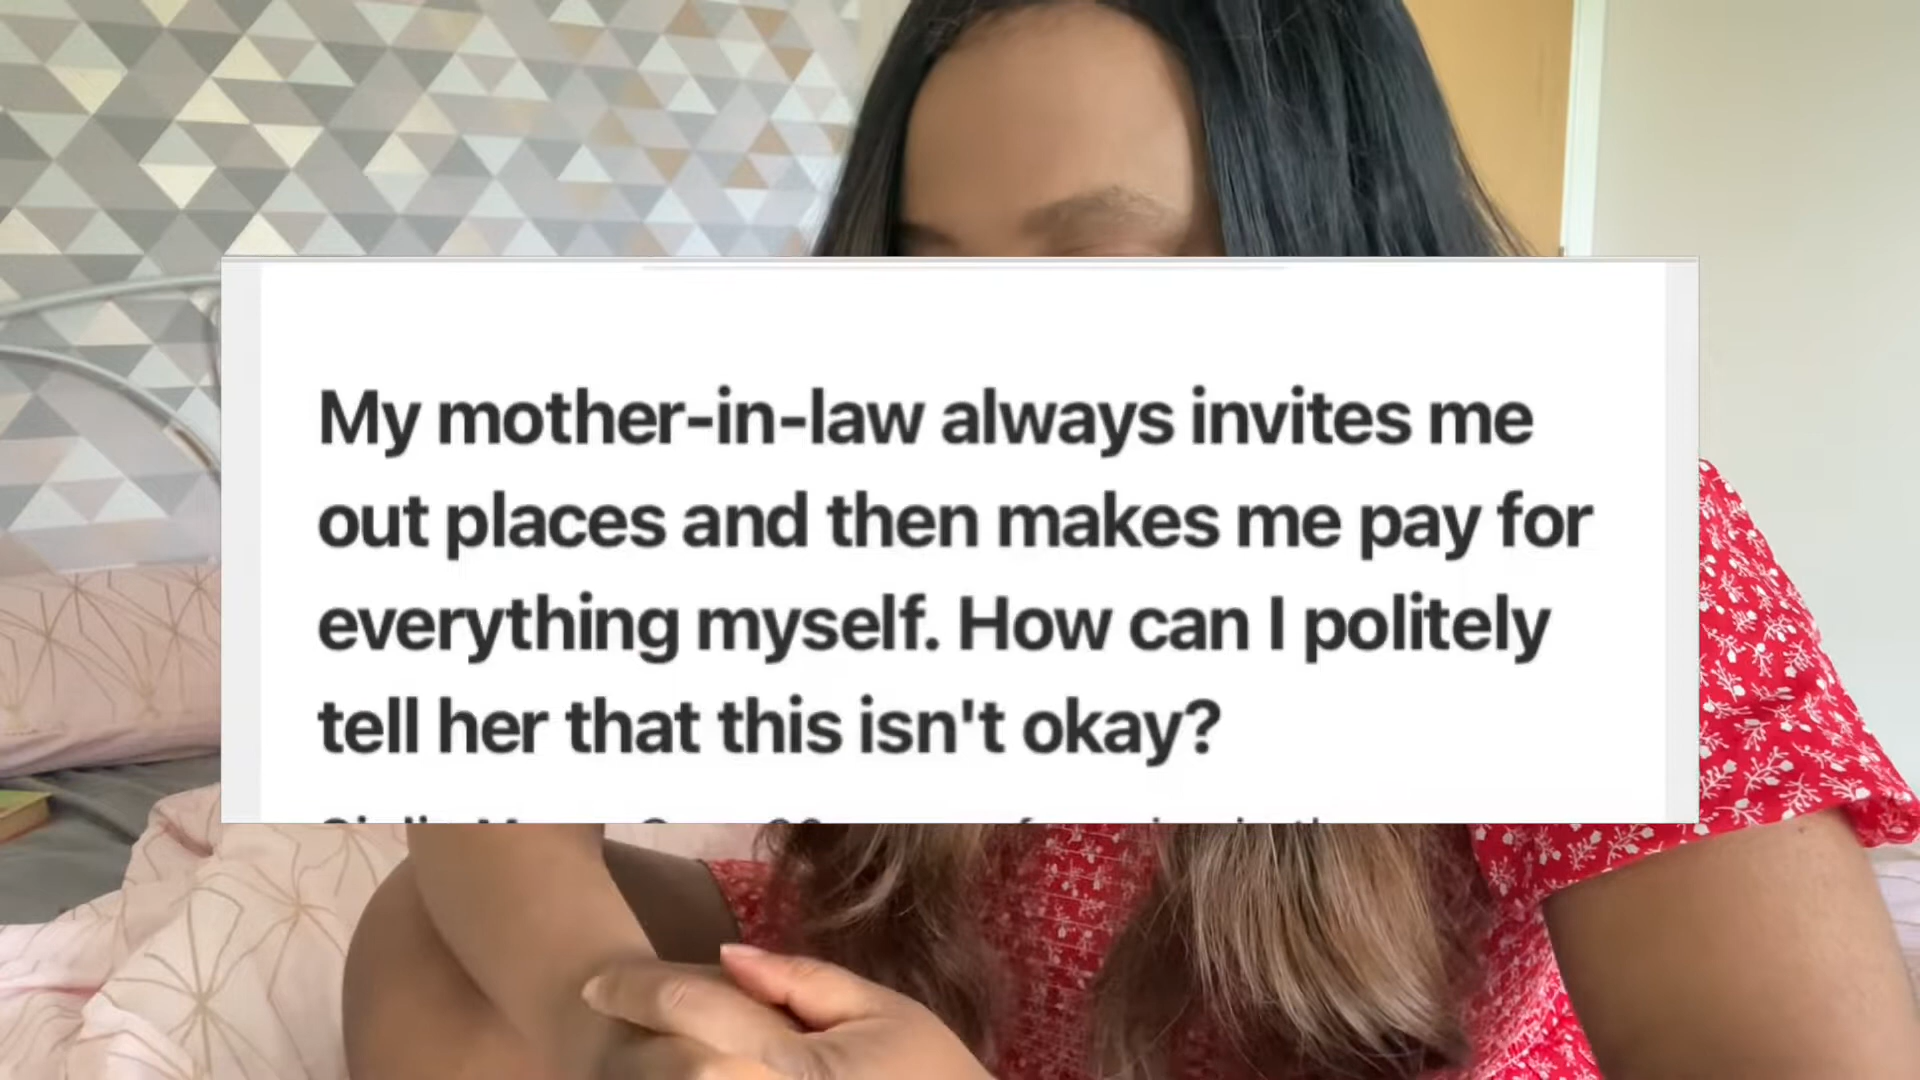 My mother-in-law always invites me
out places and then makes me pay for
everything myself. How can I politely
tell her that this isn't okay?